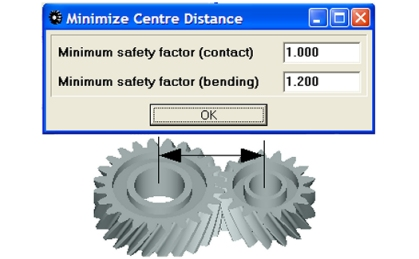 Minimize Centre Distance
Minimum safety factor (contact) 1.000
Minimum safety factor (bending) 1.200
OK